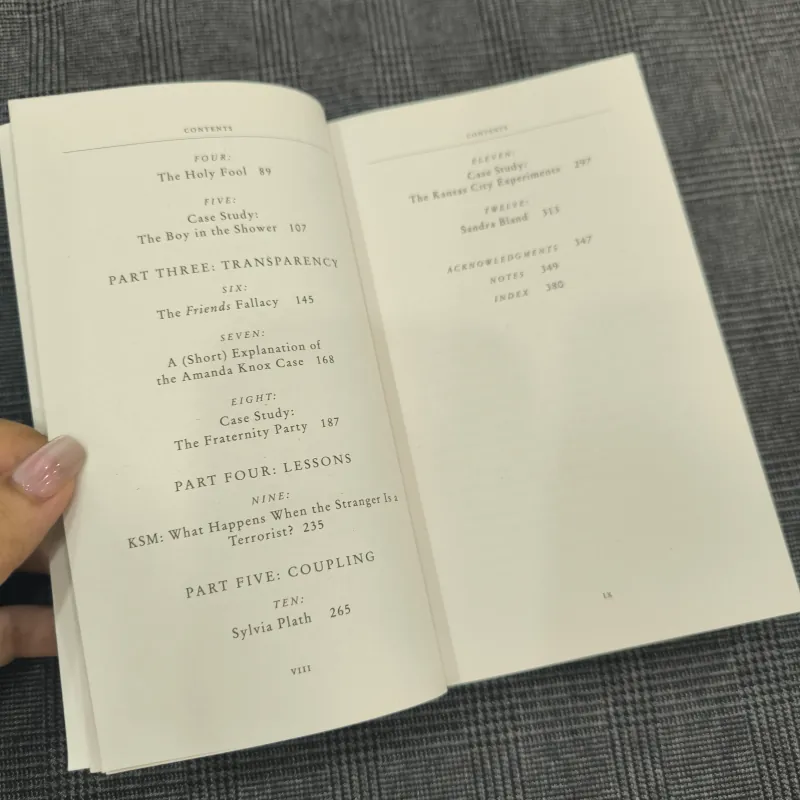 CONTENTS
FOUR:
The Holy Fool 89
FIVE:
Case Study:
The Boy in the Shower 107
PART THREE: TRANSPARENCY
SIX:
The Friends Fallacy 145
SEVEN:
A (Short) Explanation of
the Amanda Knox Case 168
EIGHT:
Case Study:
The Fraternity Party 187
PART FOUR: LESSONS
NINE:
KSM: What Happens When the Stranger Is a
Terrorist? 235
PART FIVE: COUPLING
TEN:
Sylvia Plath 265
VIII
CONTENTS
ELEVEN:
Case Study:
The Kansas City Experiments 297
TWELVE:
Sandra Bland 313
ACKNOWLEDGMENTS 347
NOTES 349
INDEX 380
IX